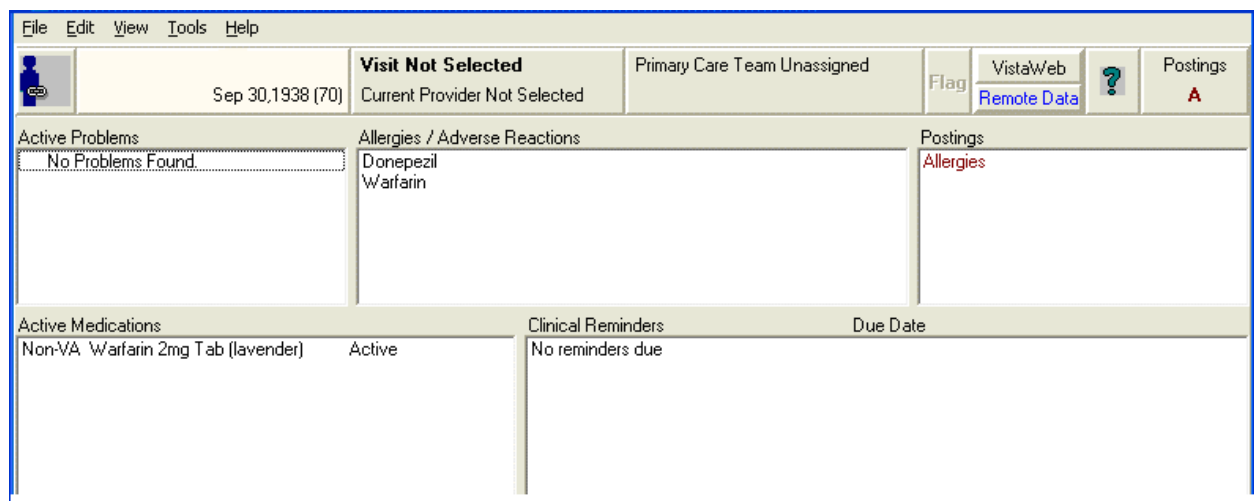 File Edit View Tools Help
Visit Not Selected
Primary Care Team Unassigned
Flag
VistaWeb
?
Postings
Sep 30,1938 (70)
Current Provider Not Selected
Remote Data
A
Active Problems
Allergies / Adverse Reactions
Postings
No Problems Found.
Donepezil
Allergies
Warfarin
Active Medications
Clinical Reminders
Due Date
Non-VA Warfarin 2mg Tab (lavender) Active
No reminders due